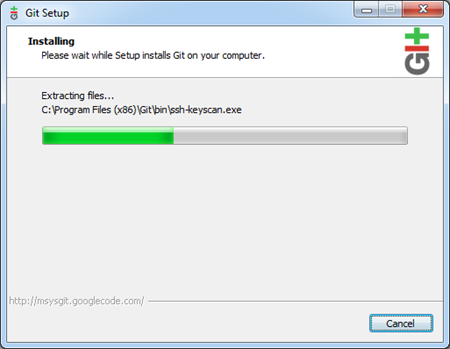 Git Setup
Installing
Please wait while Setup installs Git on your computer.
Git
Extracting files...
C:\Program Files (x86)\Git\bin\ssh-keyscan.exe
http://msysgit.googlecode.com/
Cancel